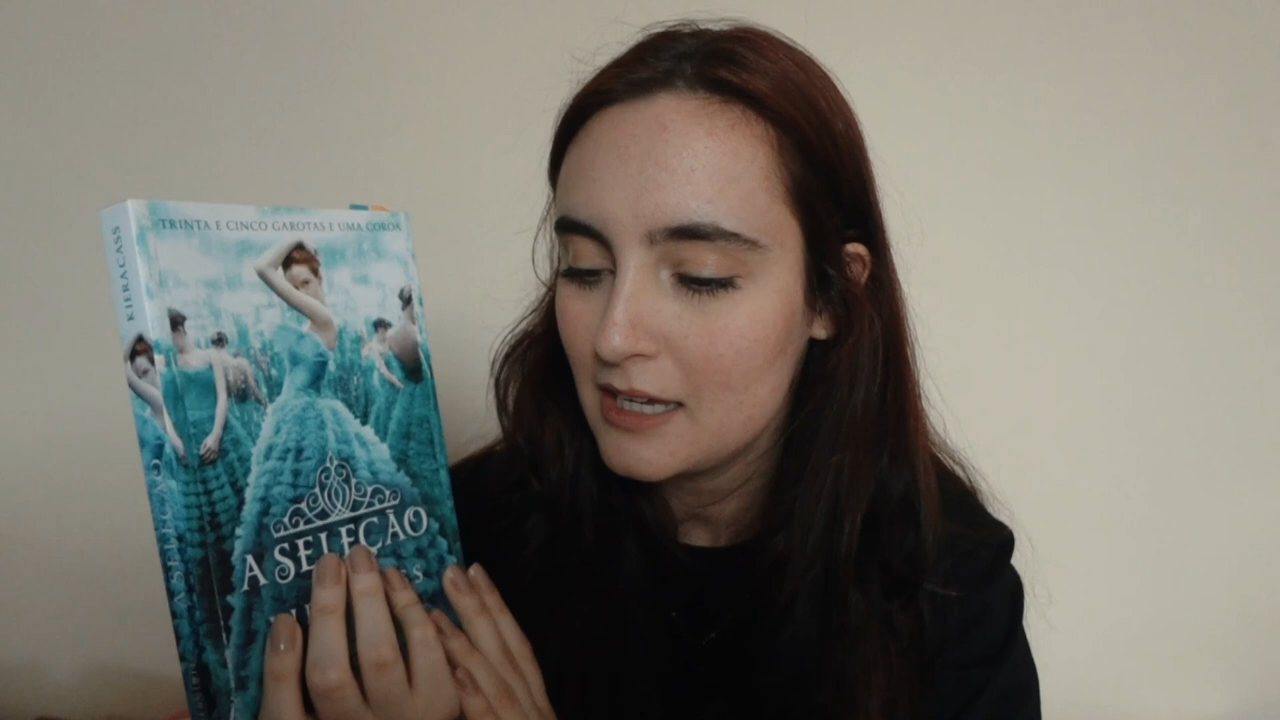 TRINTA E CINCO GAROTAS E UMA COROA
KIERA CASS
A SELEÇÃO
A SELEÇÃO